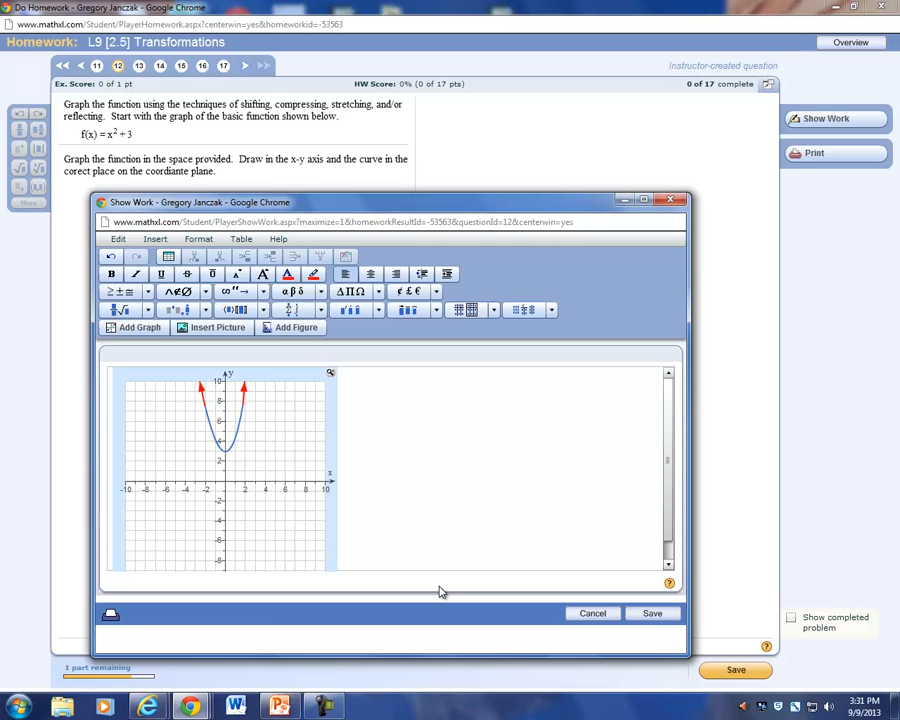 Do Homework - Gregory Janczak - Google Chrome
www.mathxl.com/Student/PlayerHomework.aspx?centerwin=yes&homeworkid=-53563
Homework: L9 [2.5] Transformations
Overview
11 12 13 14 15 16 17
Instructor-created question
Ex. Score: 0 of 1 pt
HW Score: 0% (0 of 17 pts)
0 of 17 complete
Graph the function using the techniques of shifting, compressing, stretching, and/or
reflecting. Start with the graph of the basic function shown below.
f(x) = x² + 3
Graph the function in the space provided. Draw in the x-y axis and the curve in the
corect place on the coordiante plane.
Show Work
Print
More
Show Work - Gregory Janczak - Google Chrome
www.mathxl.com/Student/PlayerShowWork.aspx?maximize=1&homeworkResultId=-53563&questionId=12&centerwin=yes
Edit Insert Format Table Help
B I U
Add Graph Insert Picture Add Figure
y
10
8
6
4
2
x
-10 -8 -6 -4 -2 2 4 6 8 10
-2
-4
-6
-8
Cancel Save
Show completed
problem
1 part remaining
Save
3:31 PM
9/9/2013